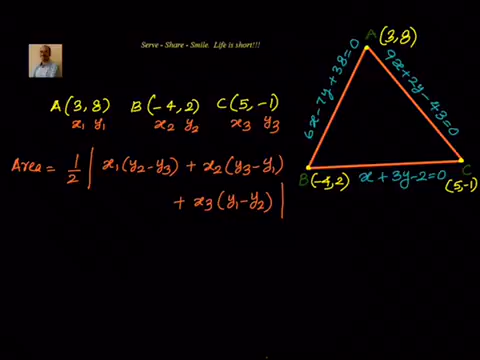 Serve - Share - Smile. Life is short!!!
A (3, 8) B (-4, 2) C (5, -1)
x₁ y₁ x₂ y₂ x₃ y₃
Area = 1/2 | x₁(y₂-y₃) + x₂(y₃-y₁)
+ x₃(y₁-y₂) |
A (3,8)
6x-7y+38=0
9x+2y-43=0
B (-4,2)
x + 3y-2=0
C
(5,-1)